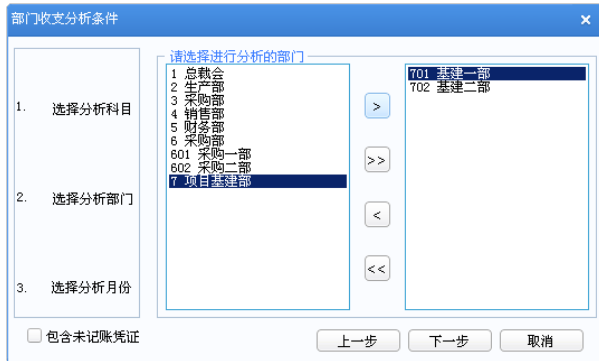 部门收支分析条件
请选择进行分析的部门
1 总裁会
2 生产部
3 采购部
4 销售部
5 财务部
6 采购部
601 采购一部
602 采购二部
7 项目基建部
701 基建一部
702 基建二部
1. 选择分析科目
2. 选择分析部门
3. 选择分析月份
>
>>
<
<<
包含未记账凭证
上一步
下一步
取消